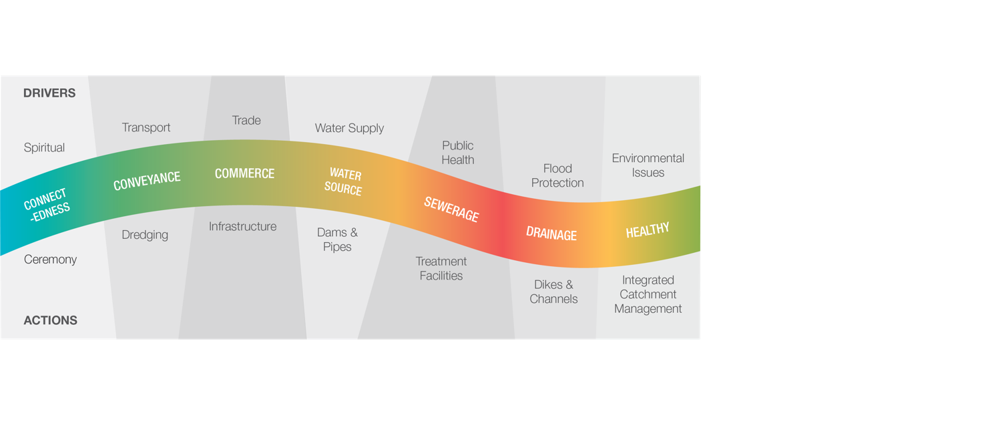 DRIVERS
Spiritual
Transport
Trade
Water Supply
Public
Health
Flood
Protection
Environmental
Issues
CONNECT
-EDNESS
CONVEYANCE
COMMERCE
WATER
SOURCE
SEWERAGE
DRAINAGE
HEALTHY
Ceremony
Dredging
Infrastructure
Dams &
Pipes
Treatment
Facilities
Dikes &
Channels
Integrated
Catchment
Management
ACTIONS